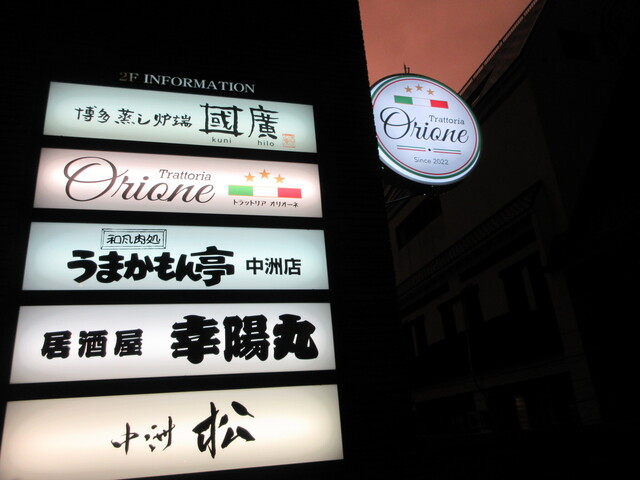 2F INFORMATION
博多蒸し炉端 國廣
kuni hilo
Trattoria
Orione
トラットリア オリオーネ
和風肉処
うまかもん亭 中洲店
居酒屋 幸陽丸
中洲 松
Trattoria
Orione
Since 2022